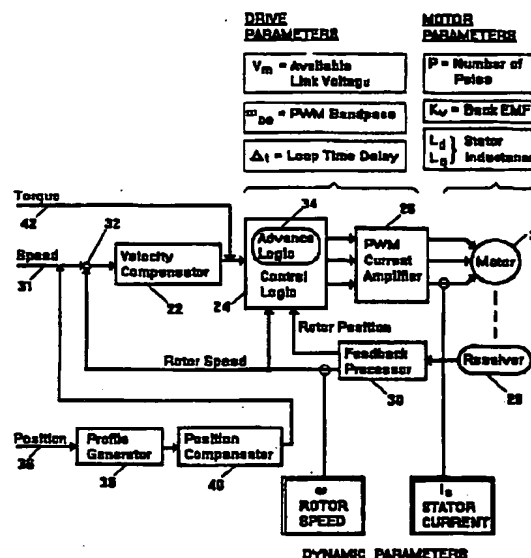 DRIVE
PARAMETERS
MOTOR
PARAMETERS
Vm = Available
Link Voltage
P = Number of
Poles
= PWM Bandpass
Kv = Back EMF
Δt = Loop Time Delay
Ld } Stator
Lq } Inductance
Torque
42
32
34
26
Speed
31
Velocity
Compensator
22
Advance
Logic
Control
Logic
24
PWM
Current
Amplifier
Motor
Rotor Position
Rotor Speed
Feedback
Processor
30
Resolver
28
Position
36
Profile
Generator
38
Position
Compensator
40
ω
ROTOR
SPEED
Is
STATOR
CURRENT
DYNAMIC PARAMETERS